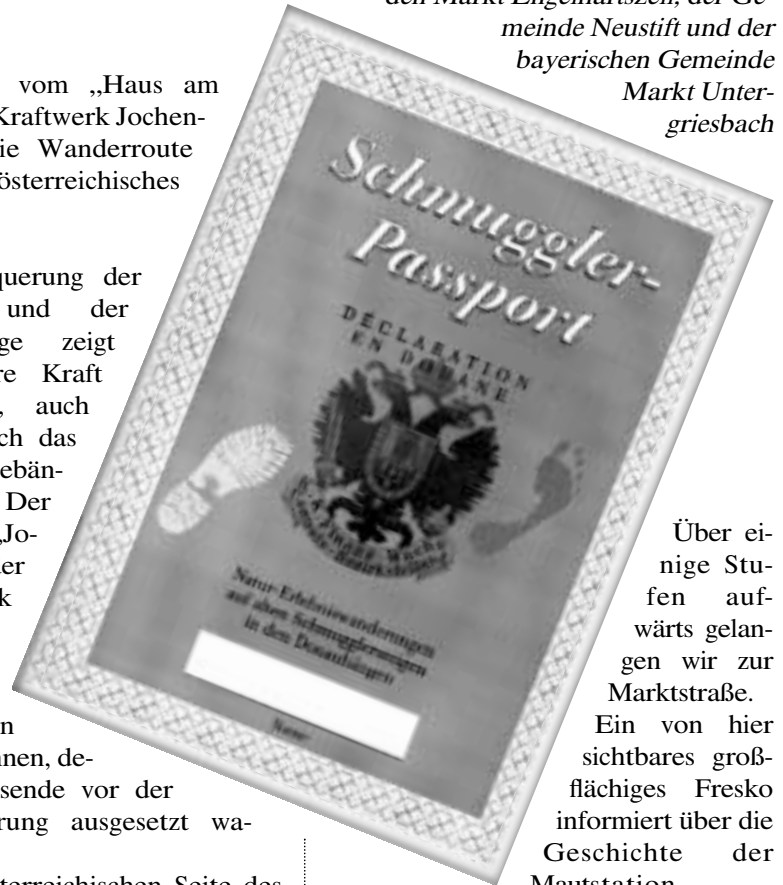 den Markt Engelhartszell, der Ge-
meinde Neustift und der
bayerischen Gemeinde
Markt Unter-
griesbach
vom „Haus am
Kraftwerk Jochen-
ie Wanderroute
österreichisches
querung der
und der
ge zeigt
re Kraft
auch
ch das
ebän-
Der
„Jo-
ler
k
n
nnen, de-
sende vor der
rung ausgesetzt wa-
terreichischen Seite des
Schmuggler-
Passport
DÉCLARATION
EN DOUANE
Natur-Erlebniswanderungen
auf alten Schmugglerwegen
in den Donauhängen
Name
Über ei-
nige Stu-
fen auf-
wärts gelan-
gen wir zur
Marktstraße.
Ein von hier
sichtbares groß-
flächiges Fresko
informiert über die
Geschichte der
Mautstation